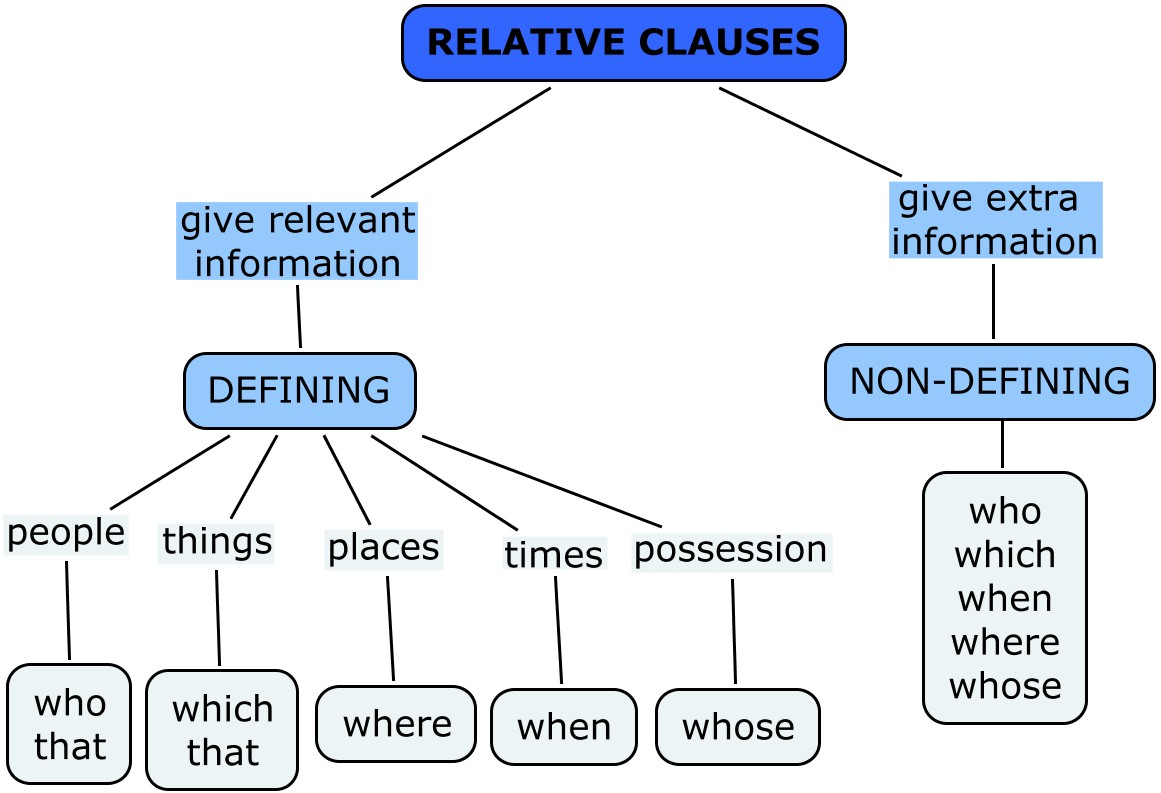 RELATIVE CLAUSES
give relevant
information
give extra
information
DEFINING
NON-DEFINING
people
things
places
times
possession
who
that
which
that
where
when
whose
who
which
when
where
whose